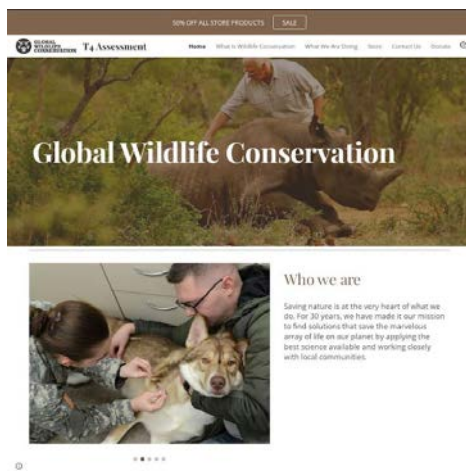 50% OFF ALL STORE PRODUCTS SALE
GLOBAL
WILDLIFE
CONSERVATION
T4 Assessment Home What Is Wildlife Conservation What We Are Doing Store Contact Us Donate
Global Wildlife Conservation
Who we are
Saving nature is at the very heart of what we
do. For 30 years, we have made it our mission
to find solutions that save the marvelous
array of life on our planet by applying the
best science available and working closely
with local communities.